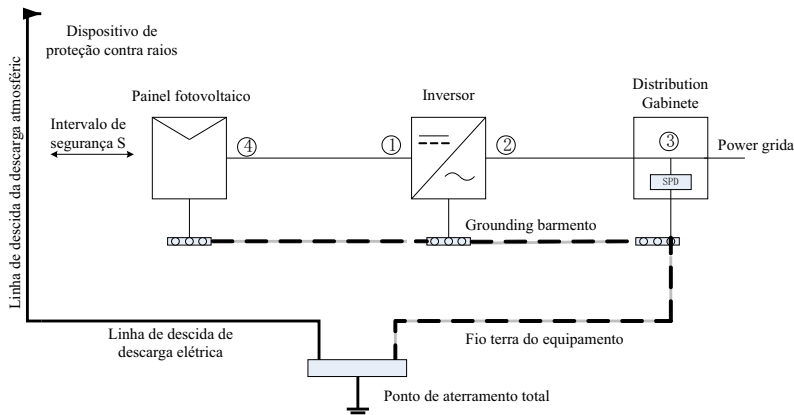 Dispositivo de
proteção contra raios
Linha de descida da descarga atmosféric
Intervalo de
segurança S
Painel fotovoltaico
④
①
Inversor
②
Distribution
Gabinete
③
SPD
Power grida
Grounding barmento
Linha de descida de
descarga elétrica
Fio terra do equipamento
Ponto de aterramento total